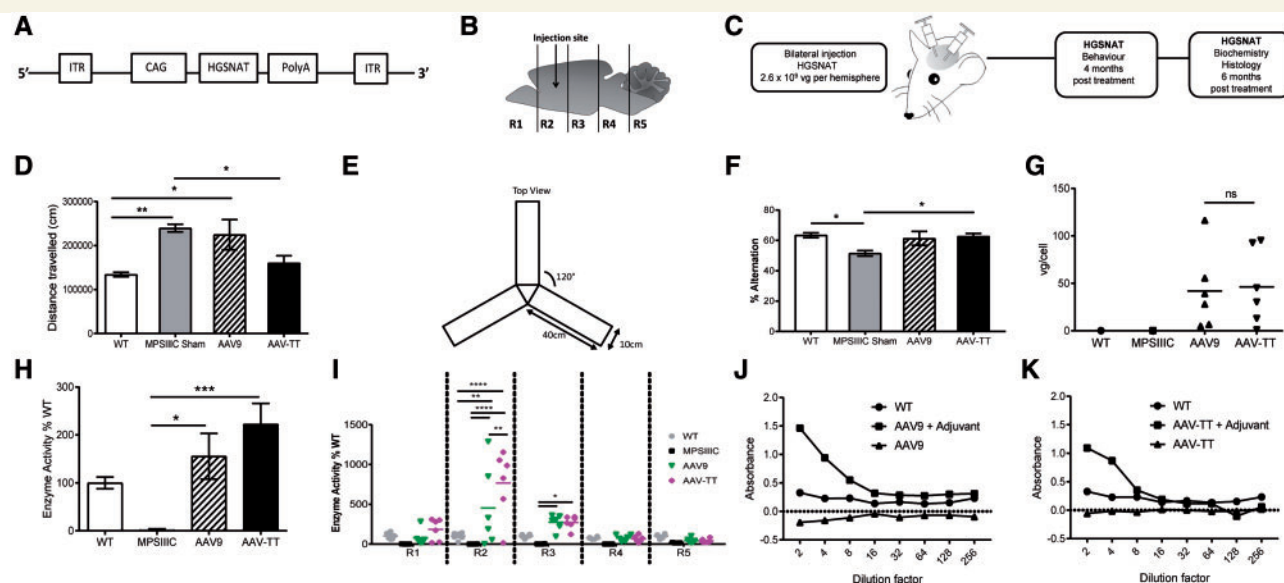 A
5' ITR CAG HGSNAT PolyA ITR 3'
B
Injection site
R1 R2 R3 R4 R5
C
Bilateral injection
HGSNAT
2.6 x 10⁹ vg per hemisphere
HGSNAT
Behaviour
4 months
post treatment
HGSNAT
Biochemistry
Histology
6 months
post treatment
D
Distance travelled (cm)
300000
200000
100000
0
*
*
**
WT MPSIIIC Sham AAV9 AAV-TT
E
Top View
120°
40cm
10cm
F
% Alternation
80
60
40
20
0
*
*
WT MPSIIIC Sham AAV9 AAV-TT
G
vg/cell
150
100
50
0
ns
WT MPSIIIC AAV9 AAV-TT
H
Enzyme Activity % WT
300
200
100
0
***
*
WT MPSIIIC AAV9 AAV-TT
I
Enzyme Activity % WT
1500
1000
500
0
****
**
****
**
*
WT
MPSIIIC
AAV9
AAV-TT
R1 R2 R3 R4 R5
J
Absorbance
2.0
1.5
1.0
0.5
0.0
-0.5
WT
AAV9 + Adjuvant
AAV9
2 4 8 16 32 64 128 256
Dilution factor
K
Absorbance
2.0
1.5
1.0
0.5
0.0
-0.5
WT
AAV-TT + Adjuvant
AAV-TT
2 4 8 16 32 64 128 256
Dilution factor